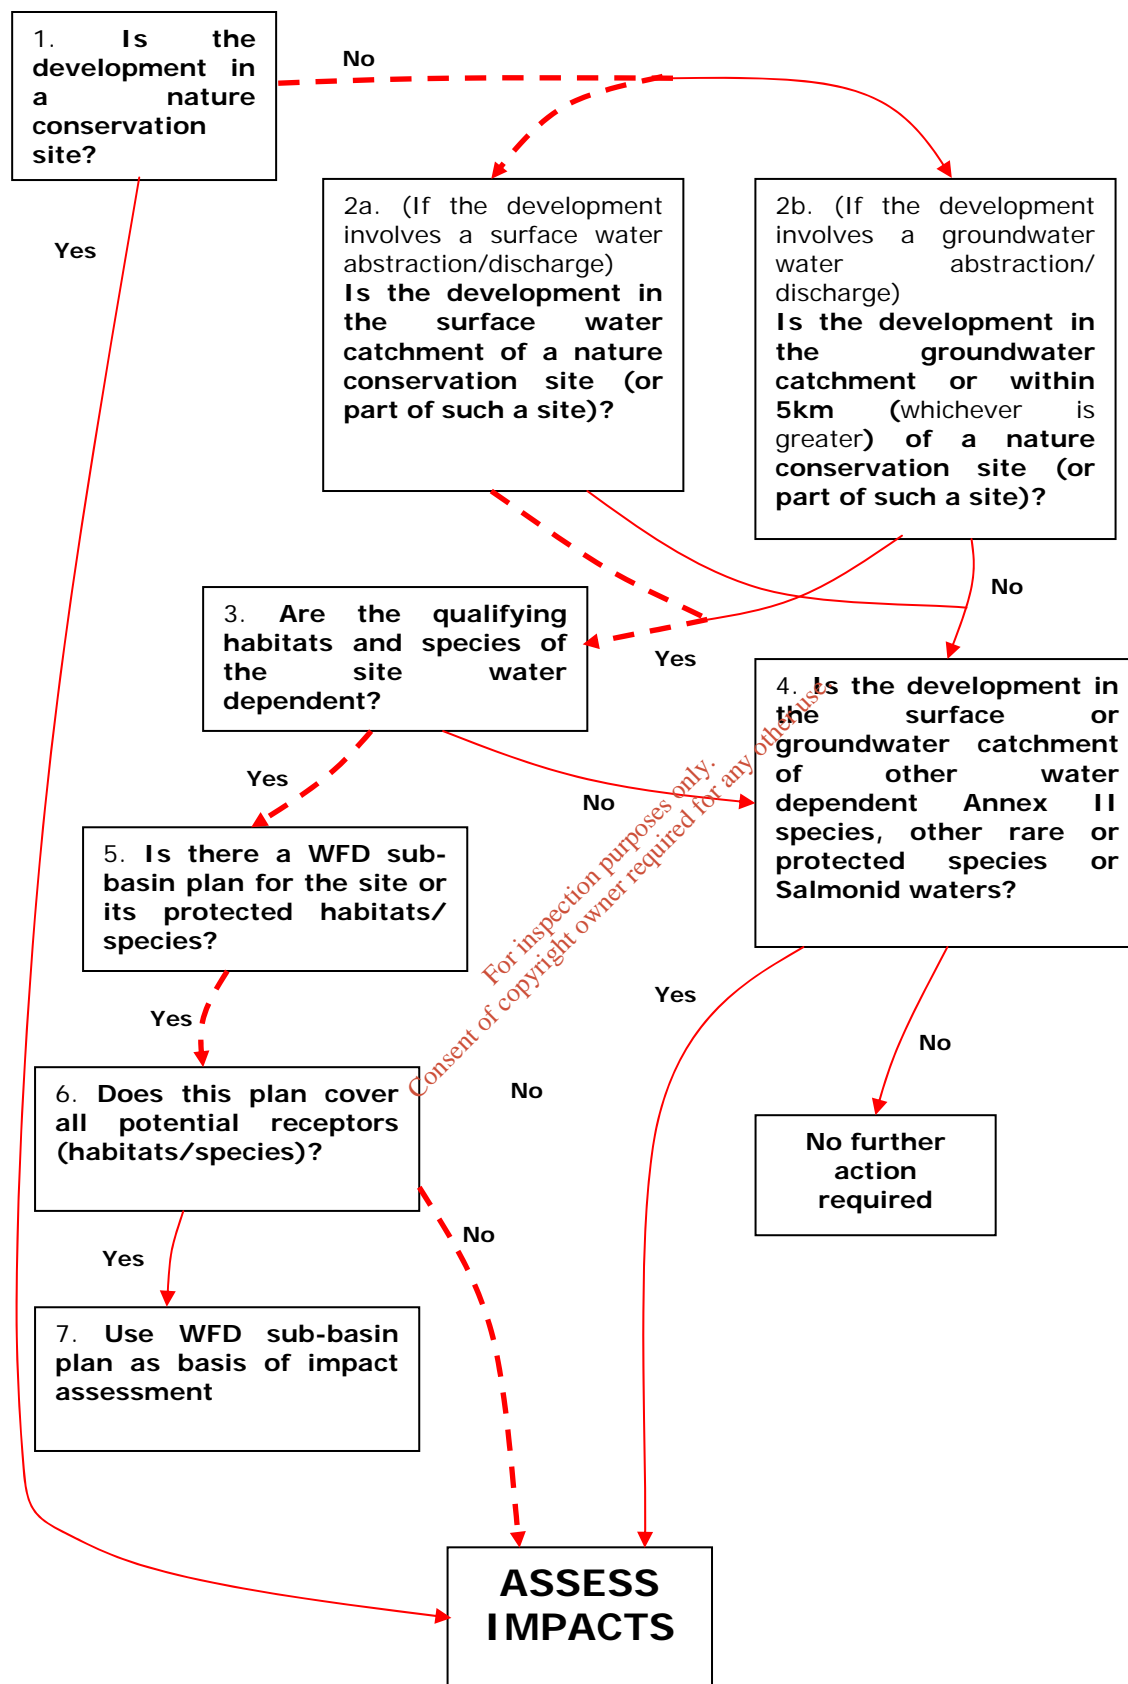 1. Is the
development in
a nature
conservation
site?
No
Yes
2a. (If the development
involves a surface water
abstraction/discharge)
Is the development in
the surface water
catchment of a nature
conservation site (or
part of such a site)?
2b. (If the development
involves a groundwater
water abstraction/
discharge)
Is the development in
the groundwater
catchment or within
5km (whichever is
greater) of a nature
conservation site (or
part of such a site)?
No
Yes
3. Are the qualifying
habitats and species of
the site water
dependent?
4. Is the development in
the surface or
groundwater catchment
of other water
dependent Annex II
species, other rare or
protected species or
Salmonid waters?
Yes
No
5. Is there a WFD sub-
basin plan for the site or
its protected habitats/
species?
For inspection purposes only.
Consent of copyright owner required for any other use.
Yes
Yes
No
No
6. Does this plan cover
all potential receptors
(habitats/species)?
No further
action
required
Yes
No
7. Use WFD sub-basin
plan as basis of impact
assessment
ASSESS
IMPACTS